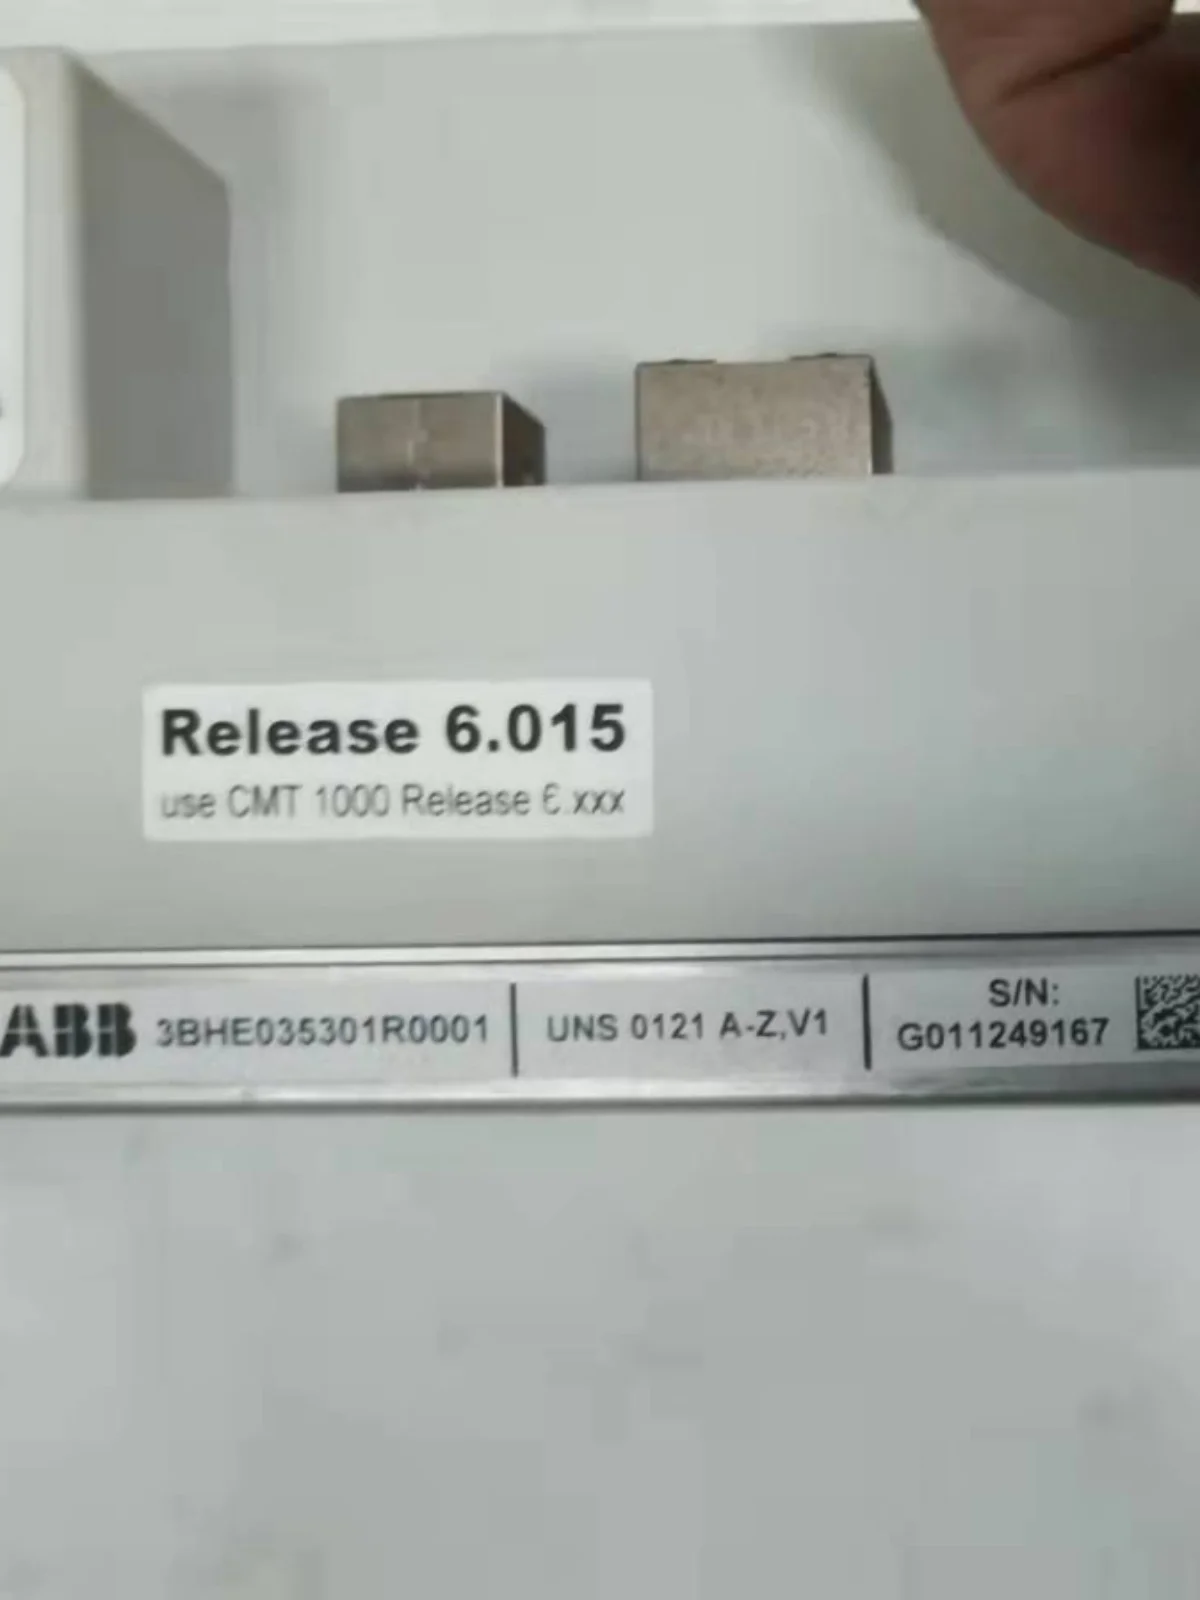 Release 6.015
use CMT 1000 Release 6.xxx
ABB 3BHE035301R0001 UNS 0121 A-Z,V1 S/N:
G011249167